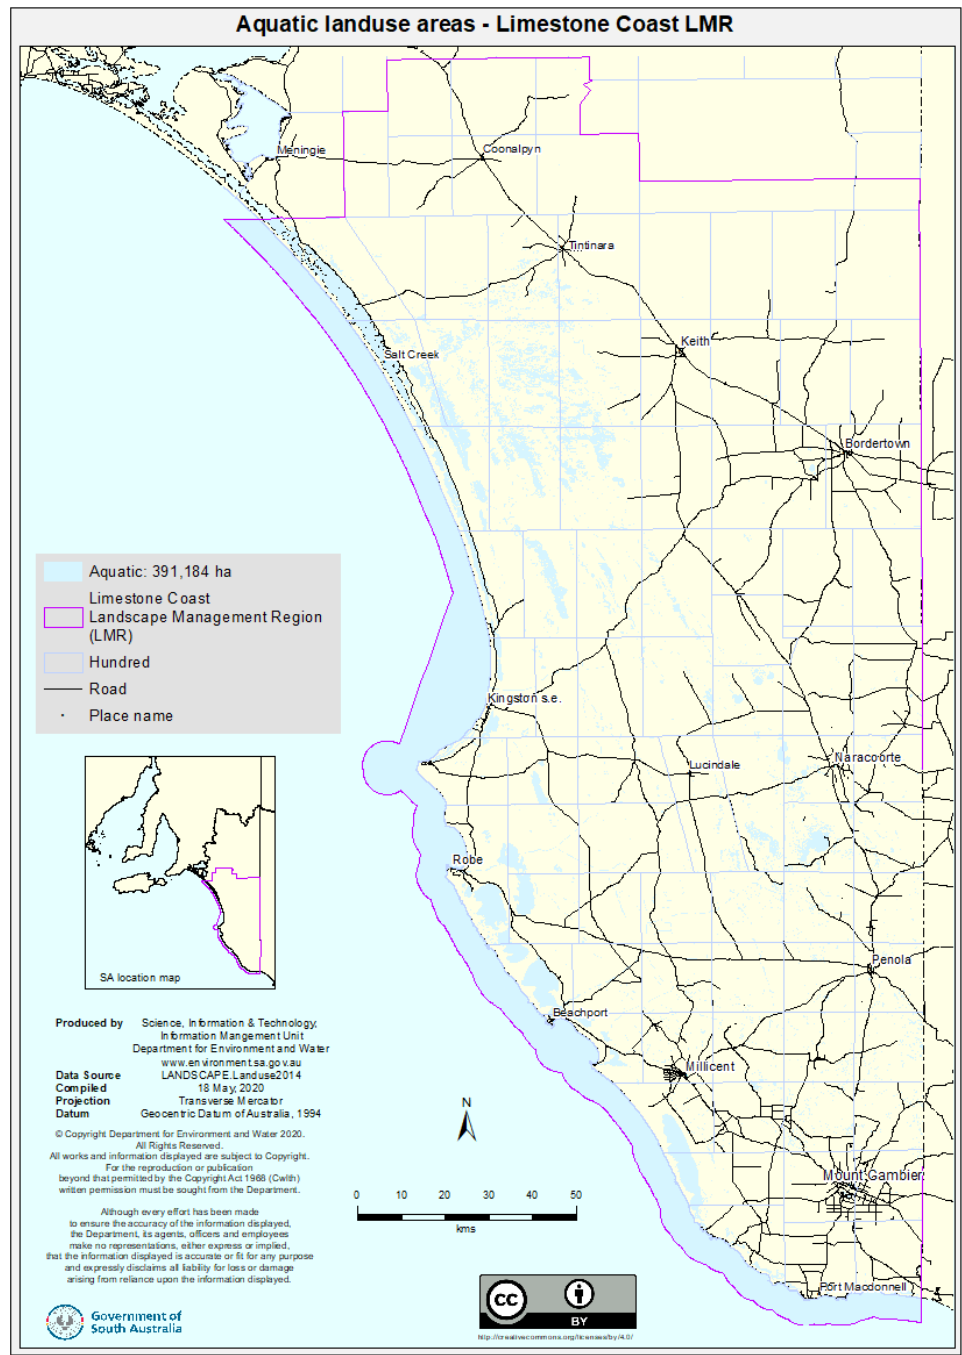 Aquatic landuse areas - Limestone Coast LMR
Meningie
Coonalpyn
Tintinara
Keith
Salt Creek
Bordertown
Aquatic: 391,184 ha
Limestone Coast
Landscape Management Region
(LMR)
Hundred
Road
Place name
Kingston s.e.
Lucindale
Naracoorte
Robe
SA location map
Penola
Beachport
Millicent
Mount Gambier
Port Macdonnell
Produced by Science, Information & Technology,
Information Mangement Unit
Department for Environment and Water
www.environment.sa.gov.au
Data Source LANDSCAPE.Landuse2014
Compiled 18 May, 2020
Projection Transverse Mercator
Datum Geocentric Datum of Australia, 1994
© Copyright Department for Environment and Water 2020.
All Rights Reserved.
All works and information displayed are subject to Copyright.
For the reproduction or publication
beyond that permitted by the Copyright Act 1968 (Cwlth)
written permission must be sought from the Department.
Although every effort has been made
to ensure the accuracy of the information displayed,
the Department, its agents, officers and employees
make no representations, either express or implied,
that the information displayed is accurate or fit for any purpose
and expressly disclaims all liability for loss or damage
arising from reliance upon the information displayed.
N
0 10 20 30 40 50
kms
Government of
South Australia
CC
BY
http://creativecommons.org/licenses/by/4.0/